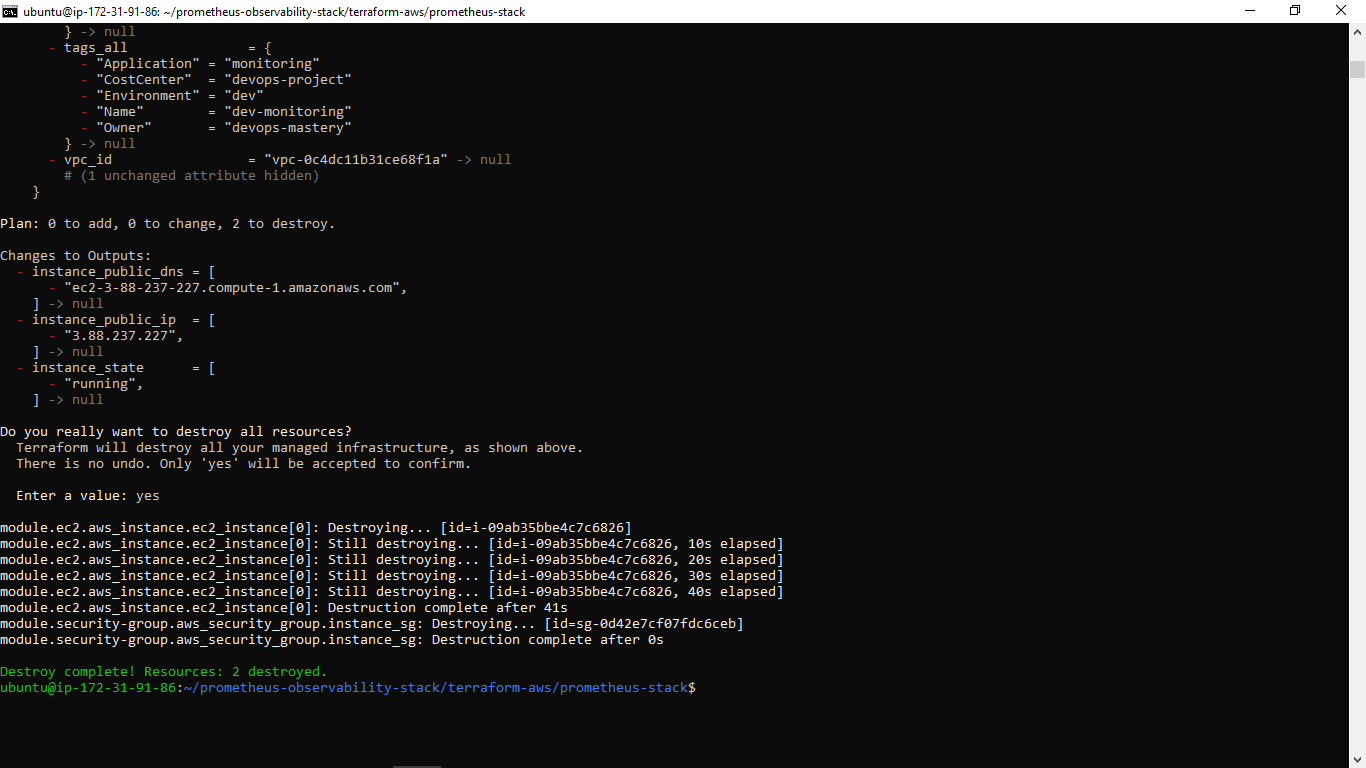 ubuntu@ip-172-31-91-86: ~/prometheus-observability-stack/terraform-aws/prometheus-stack
        } -> null
      - tags_all               = {
          - "Application" = "monitoring"
          - "CostCenter"  = "devops-project"
          - "Environment" = "dev"
          - "Name"        = "dev-monitoring"
          - "Owner"       = "devops-mastery"
        } -> null
      - vpc_id                 = "vpc-0c4dc11b31ce68f1a" -> null
        # (1 unchanged attribute hidden)
    }
Plan: 0 to add, 0 to change, 2 to destroy.
Changes to Outputs:
  - instance_public_dns = [
      - "ec2-3-88-237-227.compute-1.amazonaws.com",
    ] -> null
  - instance_public_ip  = [
      - "3.88.237.227",
    ] -> null
  - instance_state      = [
      - "running",
    ] -> null
Do you really want to destroy all resources?
  Terraform will destroy all your managed infrastructure, as shown above.
  There is no undo. Only 'yes' will be accepted to confirm.
  Enter a value: yes
module.ec2.aws_instance.ec2_instance[0]: Destroying... [id=i-09ab35bbe4c7c6826]
module.ec2.aws_instance.ec2_instance[0]: Still destroying... [id=i-09ab35bbe4c7c6826, 10s elapsed]
module.ec2.aws_instance.ec2_instance[0]: Still destroying... [id=i-09ab35bbe4c7c6826, 20s elapsed]
module.ec2.aws_instance.ec2_instance[0]: Still destroying... [id=i-09ab35bbe4c7c6826, 30s elapsed]
module.ec2.aws_instance.ec2_instance[0]: Still destroying... [id=i-09ab35bbe4c7c6826, 40s elapsed]
module.ec2.aws_instance.ec2_instance[0]: Destruction complete after 41s
module.security-group.aws_security_group.instance_sg: Destroying... [id=sg-0d42e7cf07fdc6ceb]
module.security-group.aws_security_group.instance_sg: Destruction complete after 0s
Destroy complete! Resources: 2 destroyed.
ubuntu@ip-172-31-91-86:~/prometheus-observability-stack/terraform-aws/prometheus-stack$